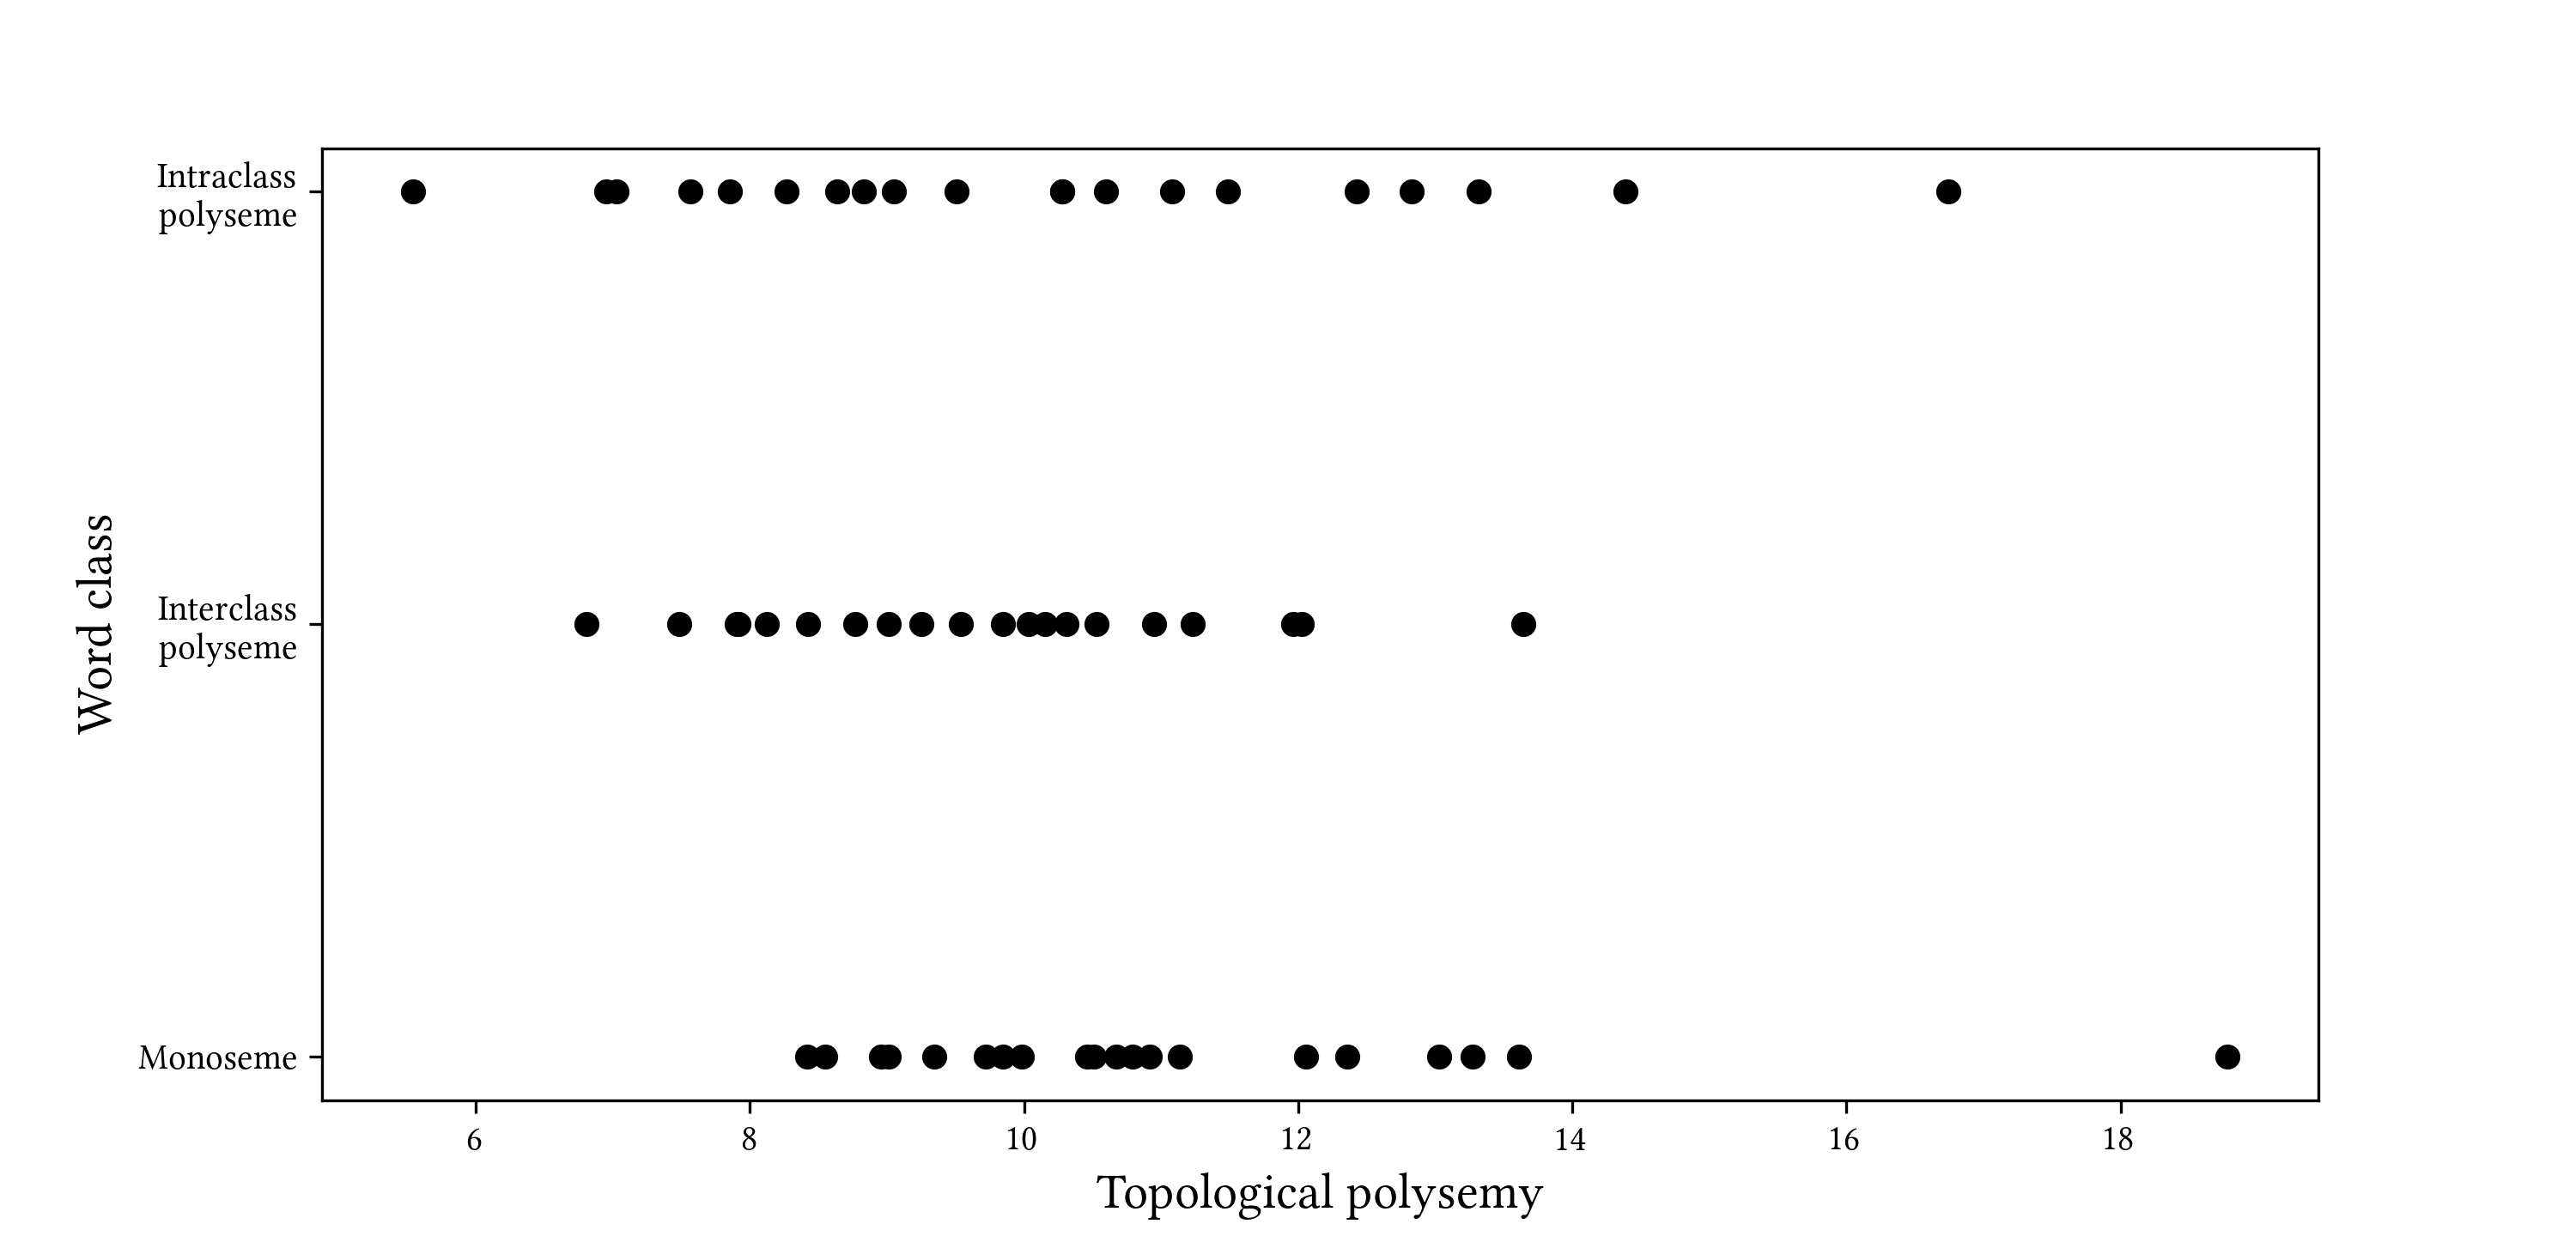 Intraclass
polyseme
Word class
Interclass
polyseme
Monoseme
6 8 10 12 14 16 18
Topological polysemy